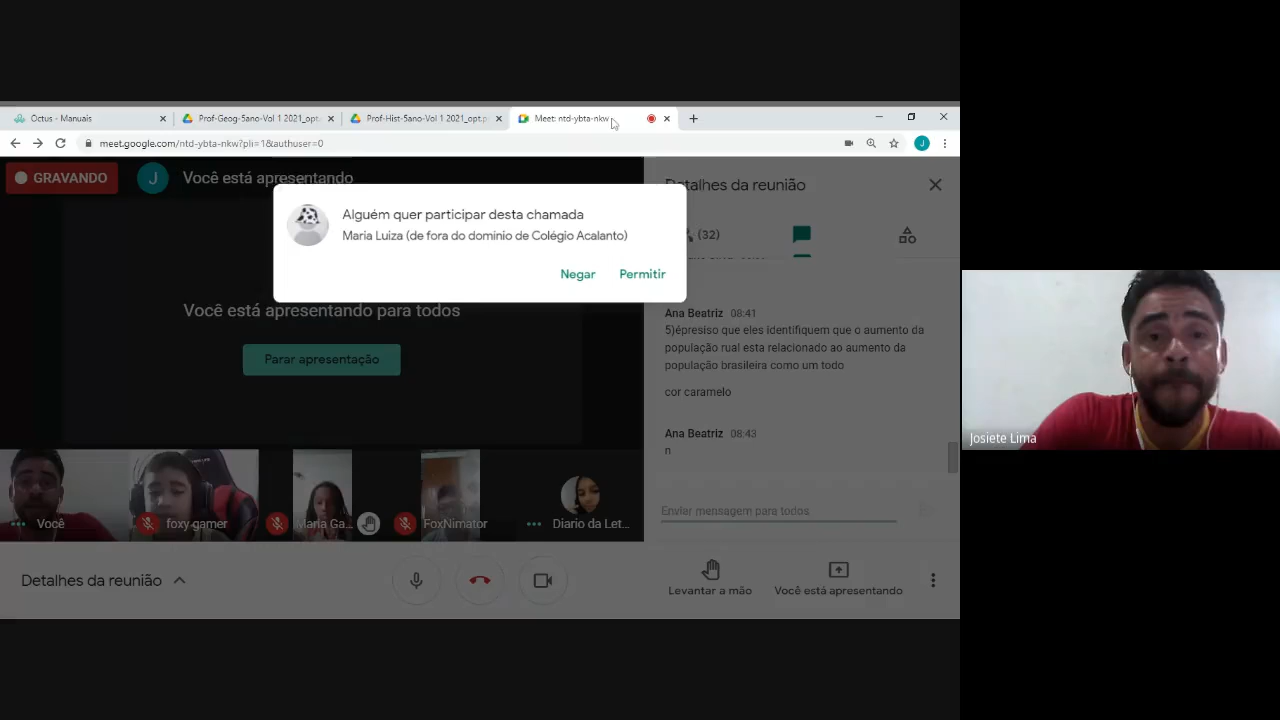 Octus - Manuais
Prof-Geog-5ano-Vol 1 2021_opt.
Prof-Hist-5ano-Vol 1 2021_opt.p
Meet: ntd-ybta-nkw
meet.google.com/ntd-ybta-nkw?pli=1&authuser=0
J
GRAVANDO
J
Você está apresentando
Detalhes da reunião
Alguém quer participar desta chamada
Maria Luiza (de fora do domínio de Colégio Acalanto)
Negar
Permitir
(32)
Você está apresentando para todos
Parar apresentação
Ana Beatriz 08:41
5)épresiso que eles identifiquem que o aumento da
população rual esta relacionado ao aumento da
população brasileira como um todo
cor caramelo
Ana Beatriz 08:43
n
Josiete Lima
Enviar mensagem para todos
Você
foxy gamer
Maria Ga...
FoxNimator
Diario da Let...
Detalhes da reunião
Levantar a mão
Você está apresentando